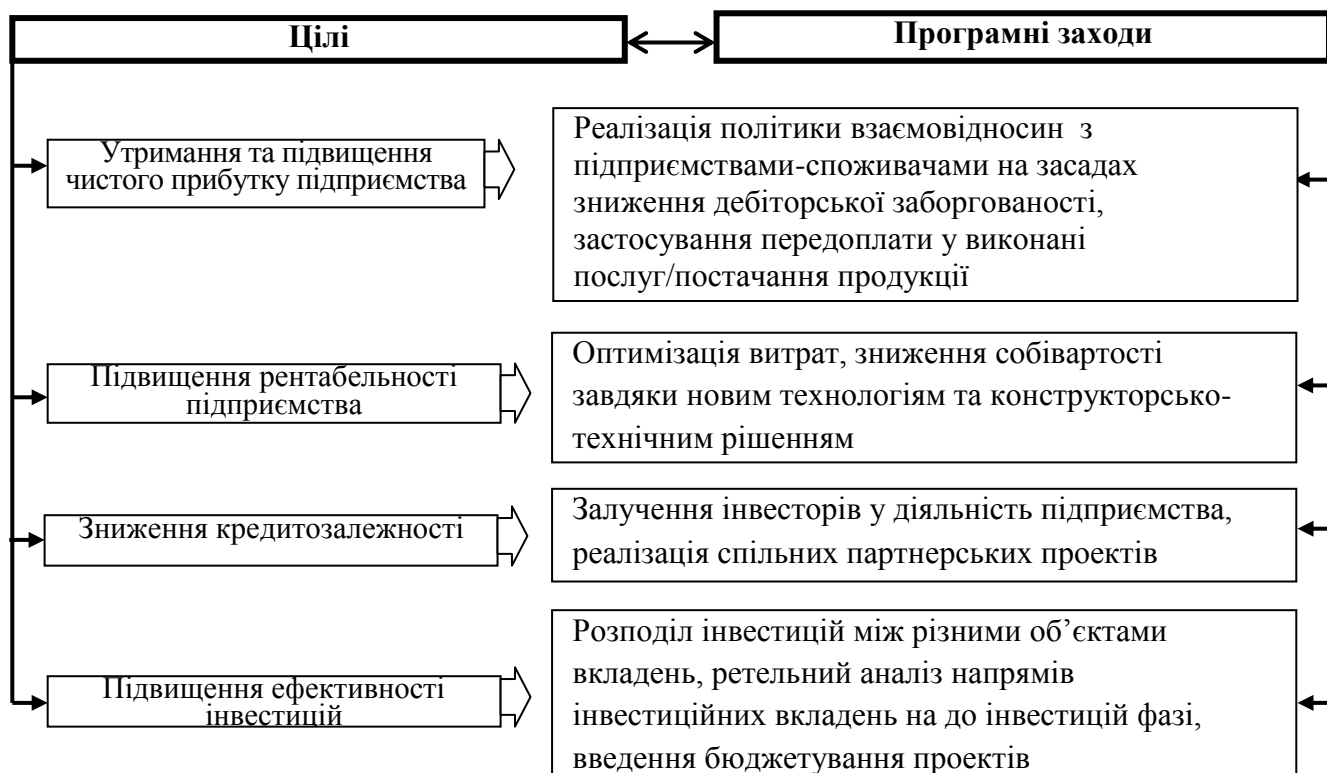 Цілі
Програмні заходи
Утримання та підвищення
чистого прибутку підприємства
Реалізація політики взаємовідносин з
підприємствами-споживачами на засадах
зниження дебіторської заборгованості,
застосування передоплати у виконані
послуг/постачання продукції
Підвищення рентабельності
підприємства
Оптимізація витрат, зниження собівартості
завдяки новим технологіям та конструкторсько-
технічним рішенням
Зниження кредитозалежності
Залучення інвесторів у діяльність підприємства,
реалізація спільних партнерських проектів
Підвищення ефективності
інвестицій
Розподіл інвестицій між різними об’єктами
вкладень, ретельний аналіз напрямів
інвестиційних вкладень на до інвестицій фазі,
введення бюджетування проектів